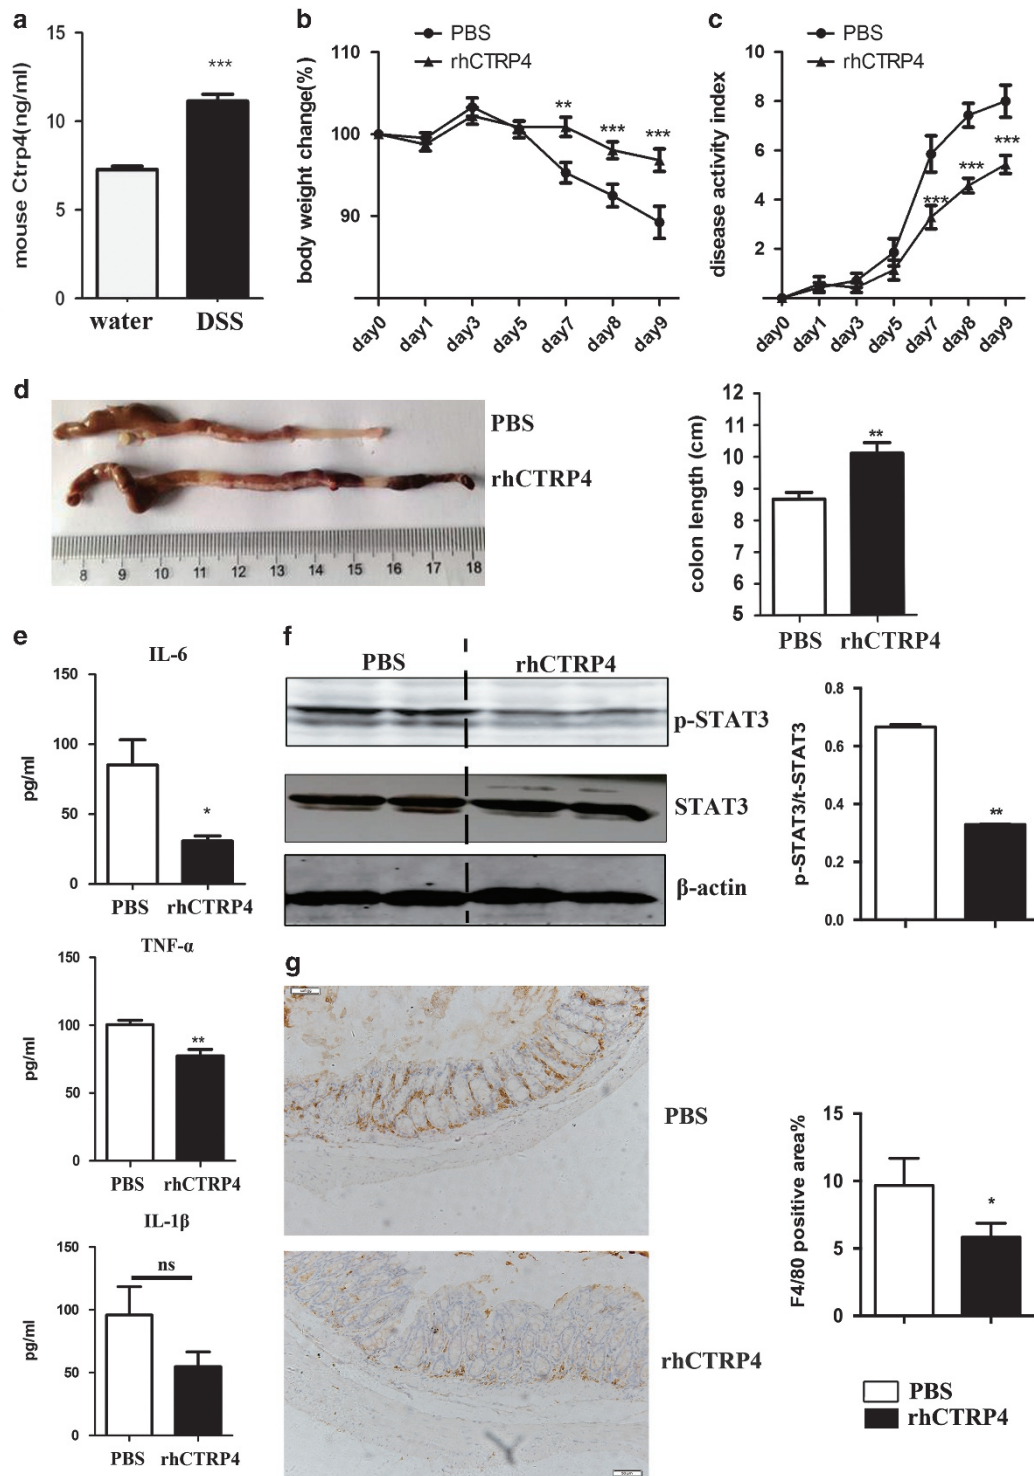 a
mouse Ctrp4(ng/ml)
15
10
5
0
***
water
DSS
b
PBS
rhCTRP4
body weight change(%)
110
100
90
**
***
***
day0
day1
day3
day5
day7
day8
day9
c
PBS
rhCTRP4
disease activity index
10
8
6
4
2
***
***
***
day0
day1
day3
day5
day7
day8
day9
d
PBS
rhCTRP4
8 9 10 11 12 13 14 15 16 17 18
colon length (cm)
12
11
10
9
8
7
6
5
**
PBS
rhCTRP4
e
IL-6
pg/ml
150
100
50
0
*
PBS
rhCTRP4
TNF-α
pg/ml
150
100
50
0
**
PBS
rhCTRP4
IL-1β
pg/ml
150
100
50
0
ns
PBS
rhCTRP4
f
PBS
rhCTRP4
p-STAT3
STAT3
β-actin
p-STAT3/t-STAT3
0.8
0.6
0.4
0.2
0.0
**
g
PBS
rhCTRP4
F4/80 positive area%
15
10
5
0
*
PBS
rhCTRP4